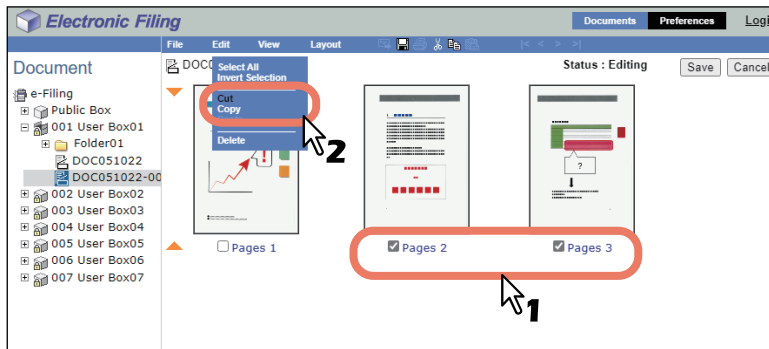 Electronic Filing
Documents Preferences Logi
File Edit View Layout |< < > >|
Document
DOC
Status : Editing Save Cancel
Select All
Invert Selection
Cut
Copy
Delete
2
e-Filing
Public Box
001 User Box01
Folder01
DOC051022
DOC051022-00
002 User Box02
003 User Box03
004 User Box04
005 User Box05
006 User Box06
007 User Box07
!
?
Pages 1 Pages 2 Pages 3
1